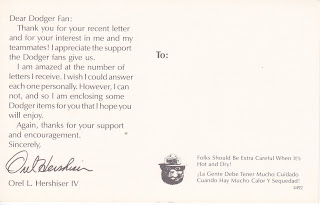 Dear Dodger Fan:
Thank you for your recent letter
and for your interest in me and my
teammates! I appreciate the support
the Dodger fans give us.
I am amazed at the number of
letters I receive. I wish I could answer
each one personally. However, I can
not, and so I am enclosing some
Dodger items for you that I hope you
will enjoy.
Again, thanks for your support
and encouragement.
Sincerely,
Orel Hershiser
Orel L. Hershiser IV
To:
Folks Should Be Extra Careful When It's
Hot and Dry!
¡La Gente Debe Tener Mucho Cuidado
Cuando Hay Mucho Calor Y Sequedad!